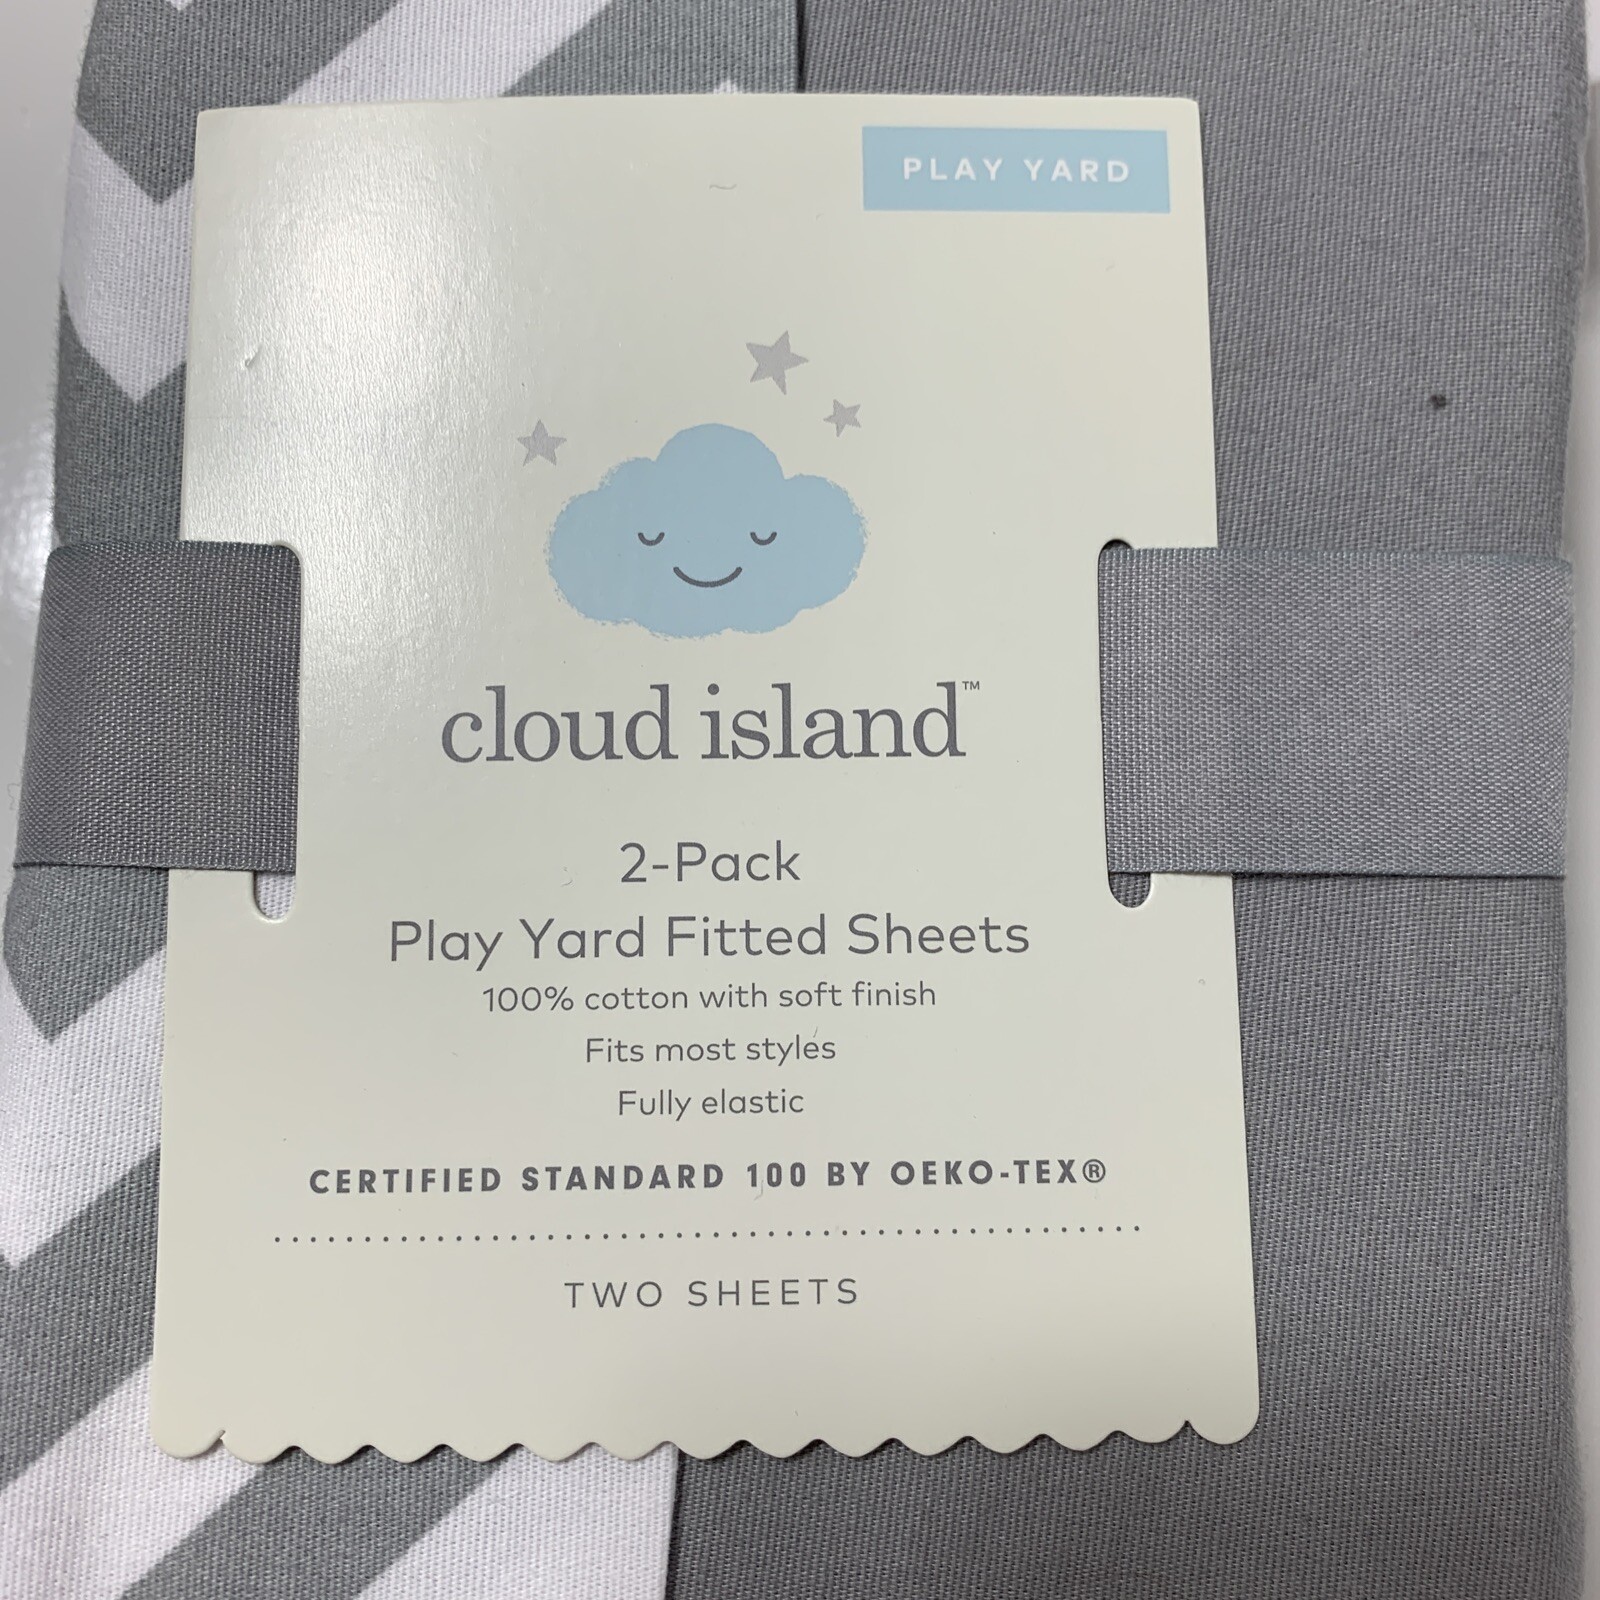 PLAY YARD
cloud island™
2-Pack
Play Yard Fitted Sheets
100% cotton with soft finish
Fits most styles
Fully elastic
CERTIFIED STANDARD 100 BY OEKO-TEX®
TWO SHEETS